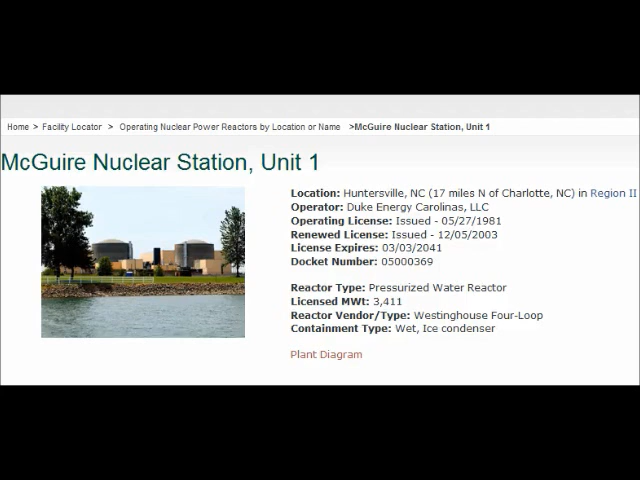 Home > Facility Locator > Operating Nuclear Power Reactors by Location or Name >McGuire Nuclear Station, Unit 1
McGuire Nuclear Station, Unit 1
Location: Huntersville, NC (17 miles N of Charlotte, NC) in Region II
Operator: Duke Energy Carolinas, LLC
Operating License: Issued - 05/27/1981
Renewed License: Issued - 12/05/2003
License Expires: 03/03/2041
Docket Number: 05000369
Reactor Type: Pressurized Water Reactor
Licensed MWt: 3,411
Reactor Vendor/Type: Westinghouse Four-Loop
Containment Type: Wet, Ice condenser
Plant Diagram